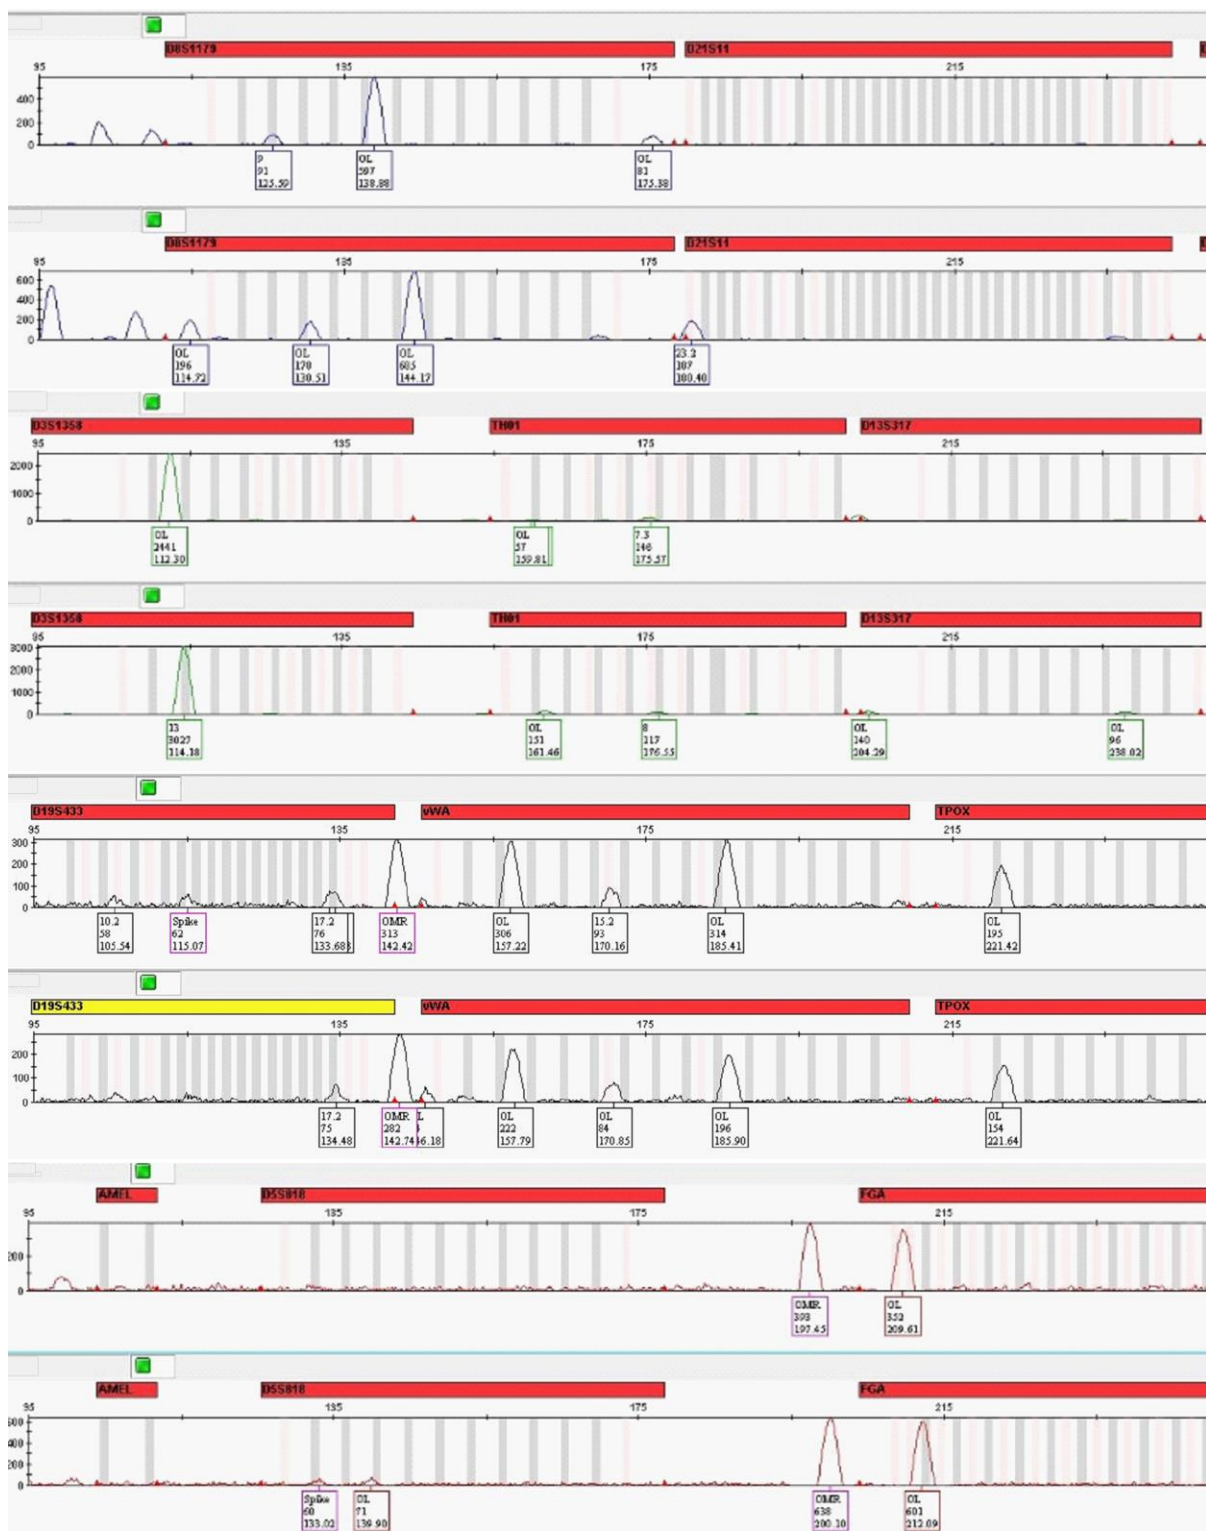 D8S1179 D21S11
95 135 175 215
400
200
0
9 OL OL
91 597 81
125.59 138.88 175.38
D8S1179 D21S11
95 135 175 215
600
400
200
0
OL OL OL 23.2
196 178 685 187
114.72 130.51 144.17 180.40
D3S1358 TH01 D13S317
95 135 175 215
2000
1000
0
OL OL 7.3
2441 57 146
112.30 159.81 175.57
D3S1358 TH01 D13S317
95 135 175 215
3000
2000
1000
0
13 OL 8 OL OL
3027 151 117 140 96
114.18 161.46 176.55 204.29 238.02
D19S433 vWA TPOX
95 135 175 215
300
200
100
0
10.2 Spike 17.2 OMR OL 15.2 OL OL
58 62 76 313 306 93 314 195
105.54 115.07 133.68 142.42 157.22 170.16 185.41 221.42
D19S433 vWA TPOX
95 135 175 215
200
100
0
17.2 OMR OL OL OL OL
75 282 222 84 196 154
134.48 142.74 157.79 170.85 185.90 221.64
AMEL D5S818 FGA
95 135 175 215
200
0
OMR OL
393 352
197.45 209.61
AMEL D5S818 FGA
95 135 175 215
600
400
200
0
Spike OL OMR OL
60 71 638 601
133.02 139.90 200.10 212.09